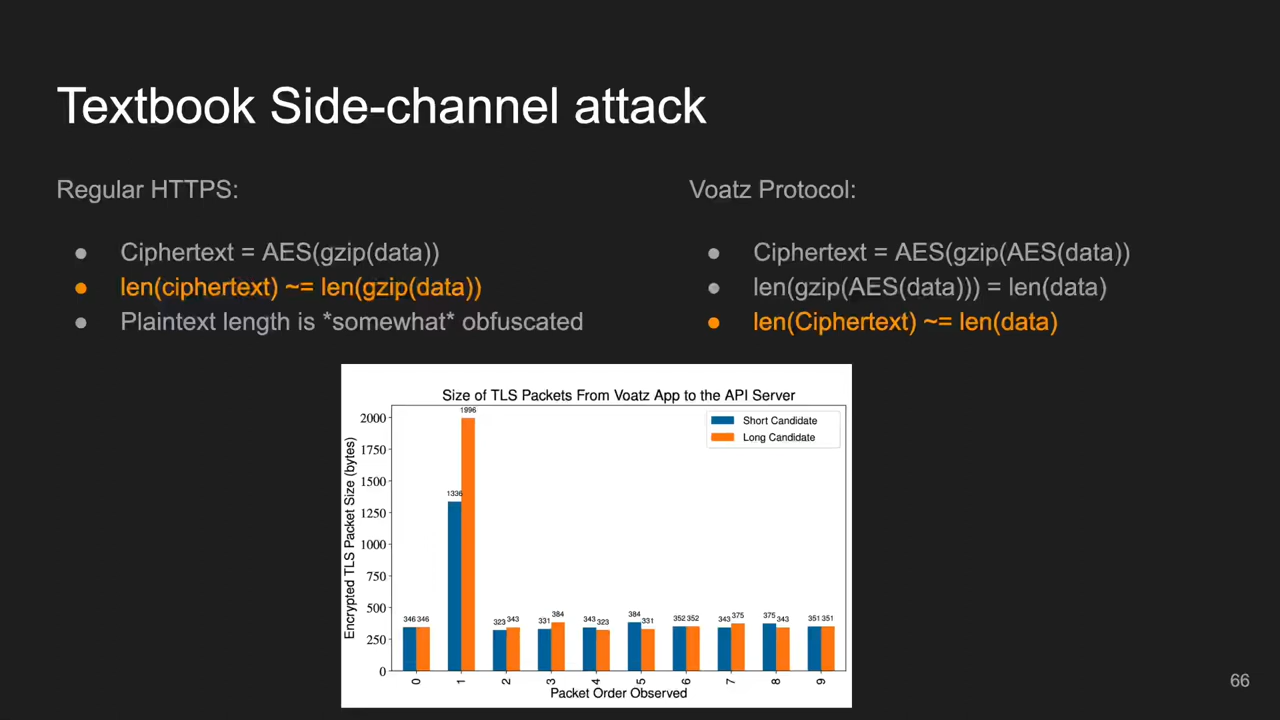 Textbook Side-channel attack
Regular HTTPS:
● Ciphertext = AES(gzip(data))
● len(ciphertext) ~= len(gzip(data))
● Plaintext length is *somewhat* obfuscated
Voatz Protocol:
● Ciphertext = AES(gzip(AES(data))
● len(gzip(AES(data))) = len(data)
● len(Ciphertext) ~= len(data)
Size of TLS Packets From Voatz App to the API Server
Short Candidate
Long Candidate
Encrypted TLS Packet Size (bytes)
2000
1750
1500
1250
1000
750
500
250
0
346 346
1336 1996
323 343
331 384
343 323
384 331
352 352
343 375
375 343
351 351
0 1 2 3 4 5 6 7 8 9
Packet Order Observed
66